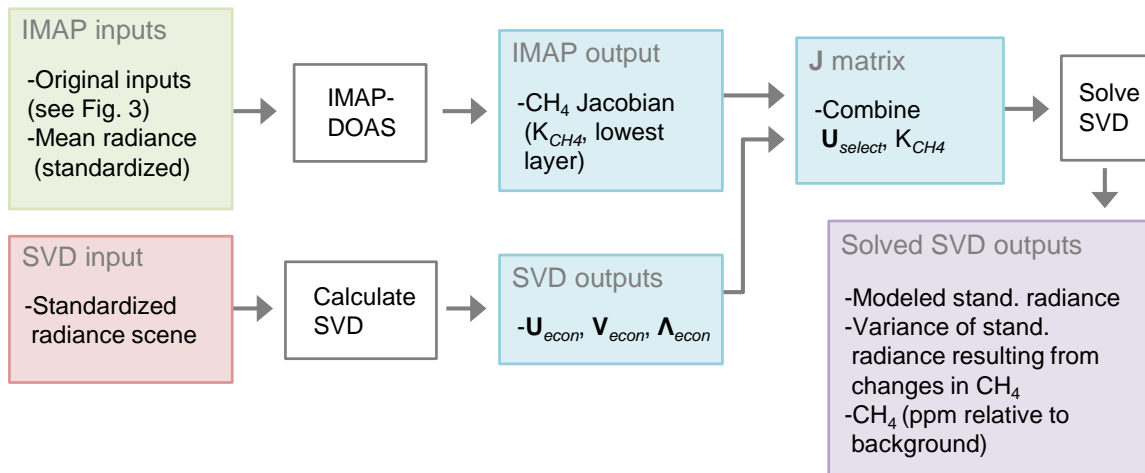 IMAP inputs
-Original inputs
(see Fig. 3)
-Mean radiance
(standardized)
IMAP-
DOAS
IMAP output
-CH4 Jacobian
(KCH4, lowest
layer)
J matrix
-Combine
Uselect, KCH4
Solve
SVD
SVD input
-Standardized
radiance scene
Calculate
SVD
SVD outputs
-Uecon, Vecon, Λecon
Solved SVD outputs
-Modeled stand. radiance
-Variance of stand.
radiance resulting from
changes in CH4
-CH4 (ppm relative to
background)